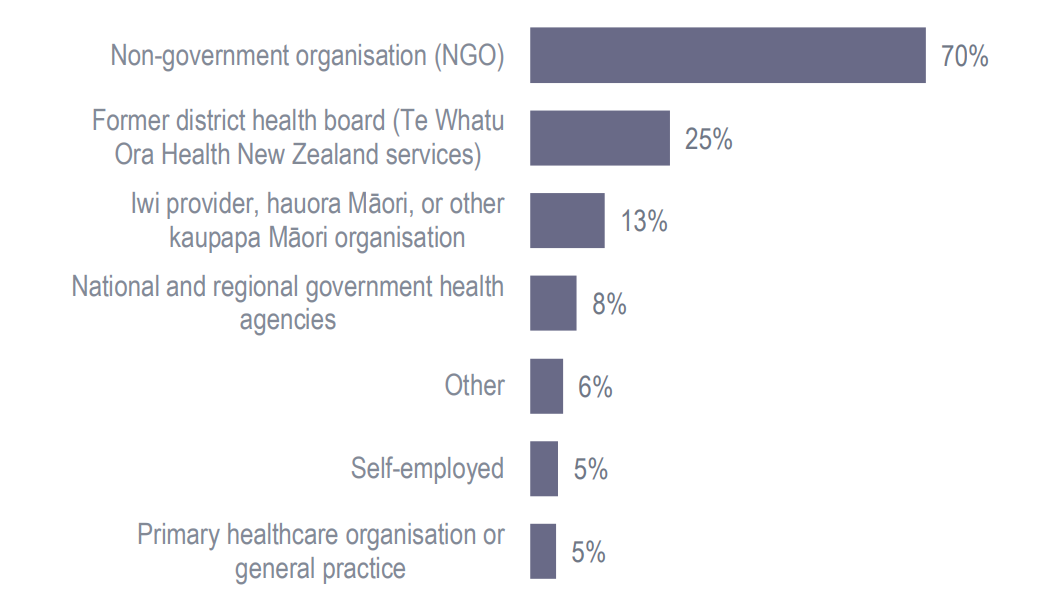 Non-government organisation (NGO)
70%
Former district health board (Te Whatu
Ora Health New Zealand services)
25%
Iwi provider, hauora Māori, or other
kaupapa Māori organisation
13%
National and regional government health
agencies
8%
Other
6%
Self-employed
5%
Primary healthcare organisation or
general practice
5%